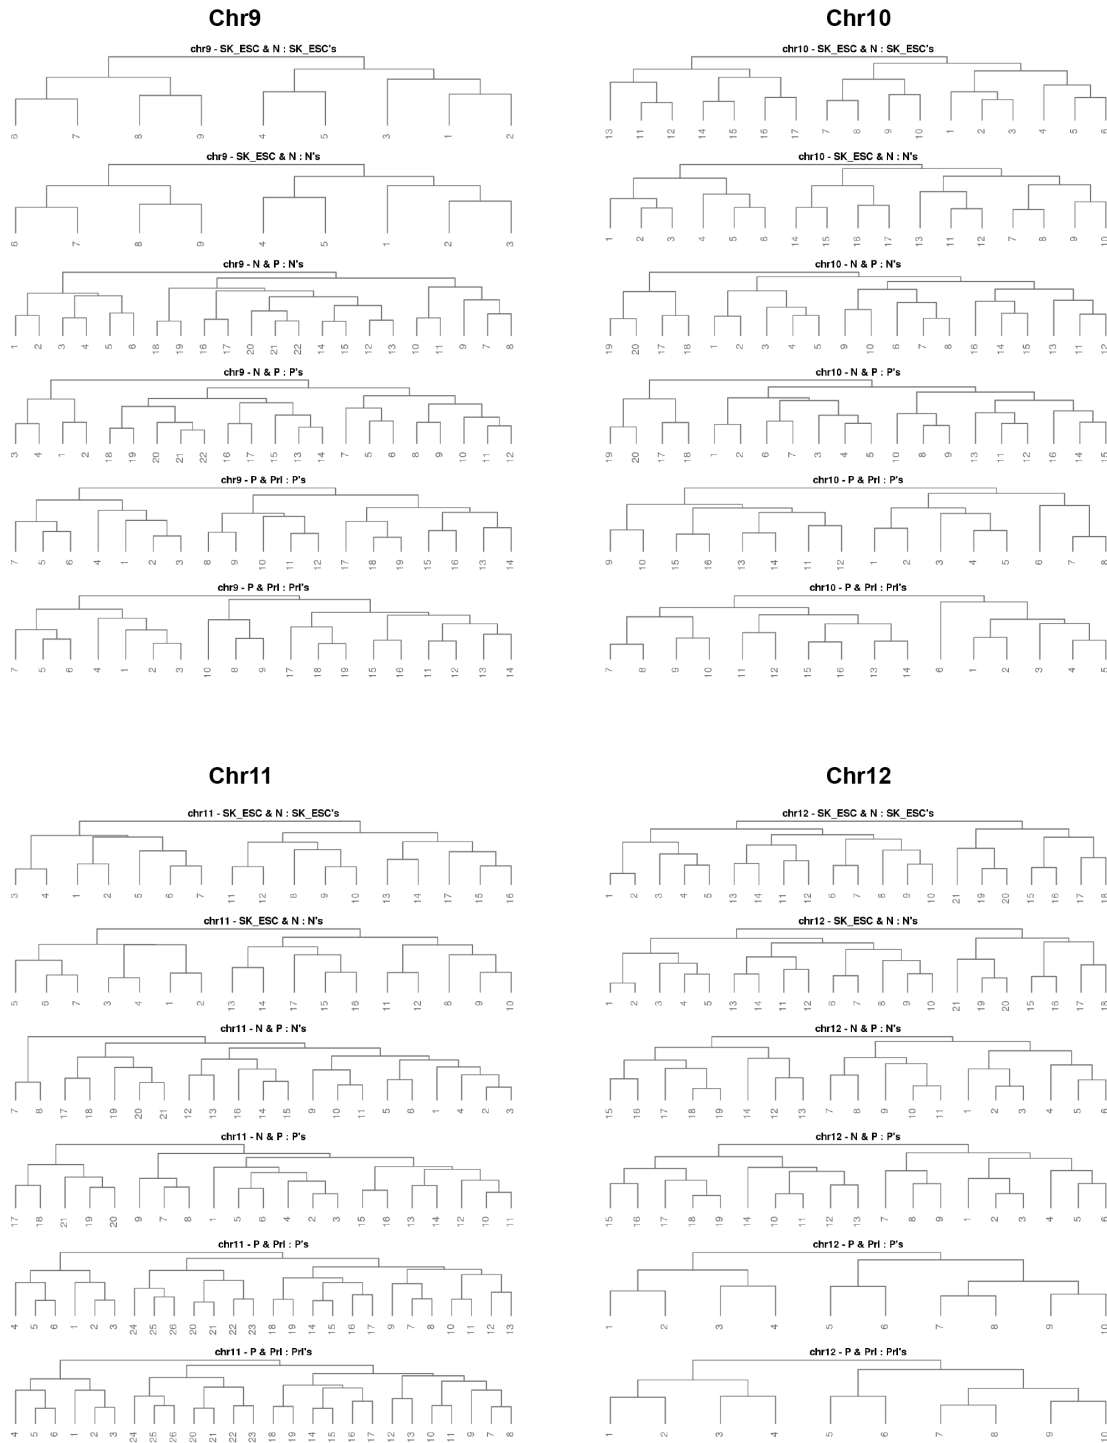 Chr9
chr9 - SK_ESC & N : SK_ESC's
6 7 8 9 4 5 3 1 2
chr9 - SK_ESC & N : N's
6 7 8 9 4 5 1 2 3
chr9 - N & P : N's
1 2 3 4 5 6 18 19 16 17 20 21 22 14 15 12 13 10 11 9 7 8
chr9 - N & P : P's
3 4 1 2 18 19 20 21 22 16 17 15 13 14 7 5 6 8 9 10 11 12
chr9 - P & PrI : P's
7 5 6 4 1 2 3 8 9 10 11 12 17 18 19 15 16 13 14
chr9 - P & PrI : PrI's
7 5 6 4 1 2 3 10 8 9 17 18 19 15 16 11 12 13 14
Chr10
chr10 - SK_ESC & N : SK_ESC's
13 11 12 14 15 16 17 7 8 9 10 1 2 3 4 5 6
chr10 - SK_ESC & N : N's
1 2 3 4 5 6 14 15 16 17 13 11 12 7 8 9 10
chr10 - N & P : N's
19 20 17 18 1 2 3 4 5 9 10 6 7 8 16 14 15 13 11 12
chr10 - N & P : P's
19 20 17 18 1 2 6 7 3 4 5 10 8 9 13 11 12 16 14 15
chr10 - P & PrI : P's
9 10 15 16 13 14 11 12 1 2 3 4 5 6 7 8
chr10 - P & PrI : PrI's
7 8 9 10 11 12 15 16 13 14 6 1 2 3 4 5
Chr11
chr11 - SK_ESC & N : SK_ESC's
3 4 1 2 5 6 7 11 12 8 9 10 13 14 17 15 16
chr11 - SK_ESC & N : N's
5 6 7 3 4 1 2 13 14 17 15 16 11 12 8 9 10
chr11 - N & P : N's
7 8 17 18 19 20 21 12 13 16 14 15 9 10 11 5 6 1 4 2 3
chr11 - N & P : P's
17 18 21 19 20 9 7 8 1 5 6 4 2 3 15 16 13 14 12 10 11
chr11 - P & PrI : P's
4 5 6 1 2 3 24 25 26 20 21 22 23 18 19 14 15 16 17 9 7 8 10 11 12 13
chr11 - P & PrI : PrI's
4 5 6 1 2 3 24 25 26 20 21 22 23 18 19 14 15 16 17 12 13 10 11 9 7 8
Chr12
chr12 - SK_ESC & N : SK_ESC's
1 2 3 4 5 13 14 11 12 6 7 8 9 10 21 19 20 15 16 17 18
chr12 - SK_ESC & N : N's
1 2 3 4 5 13 14 11 12 6 7 8 9 10 21 19 20 15 16 17 18
chr12 - N & P : N's
15 16 17 18 19 14 12 13 7 8 9 10 11 1 2 3 4 5 6
chr12 - N & P : P's
15 16 17 18 19 14 10 11 12 13 7 8 9 1 2 3 4 5 6
chr12 - P & PrI : P's
1 2 3 4 5 6 7 8 9 10
chr12 - P & PrI : PrI's
1 2 3 4 5 6 7 8 9 10